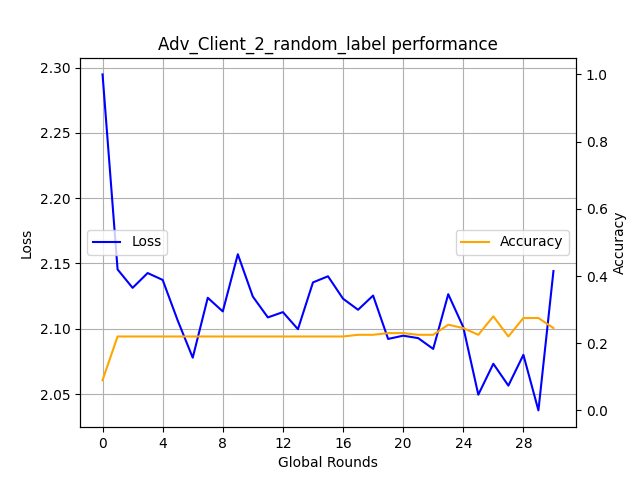 Adv_Client_2_random_label performance
2.30
2.25
2.20
2.15
2.10
2.05
Loss
Loss
Accuracy
1.0
0.8
0.6
0.4
0.2
0.0
Accuracy
0 4 8 12 16 20 24 28
Global Rounds